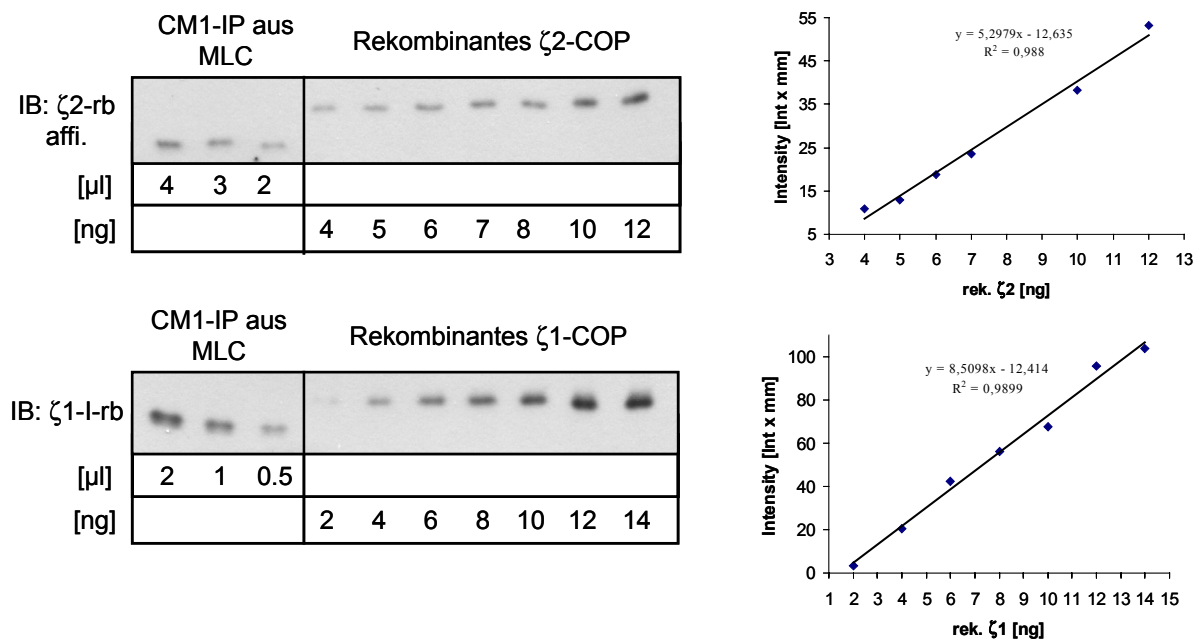 CM1-IP aus
MLC
Rekombinantes ζ2-COP
IB: ζ2-rb
affi.
[µl] 4 3 2
[ng] 4 5 6 7 8 10 12
55
45
35
25
15
5
3 4 5 6 7 8 9 10 11 12 13
Intensity [Int x mm]
rek. ζ2 [ng]
y = 5,2979x - 12,635
R² = 0,988
CM1-IP aus
MLC
Rekombinantes ζ1-COP
IB: ζ1-I-rb
[µl] 2 1 0.5
[ng] 2 4 6 8 10 12 14
100
80
60
40
20
0
1 2 3 4 5 6 7 8 9 10 11 12 13 14 15
Intensity [Int x mm]
rek. ζ1 [ng]
y = 8,5098x - 12,414
R² = 0,9899